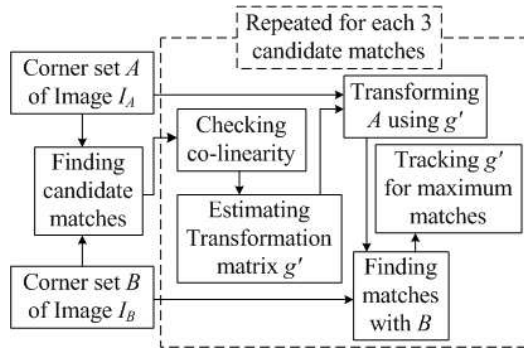 Repeated for each 3
candidate matches
Corner set A
of Image I_A
Transforming
A using g′
Checking
co-linearity
Finding
candidate
matches
Tracking g′
for maximum
matches
Estimating
Transformation
matrix g′
Corner set B
of Image I_B
Finding
matches
with B